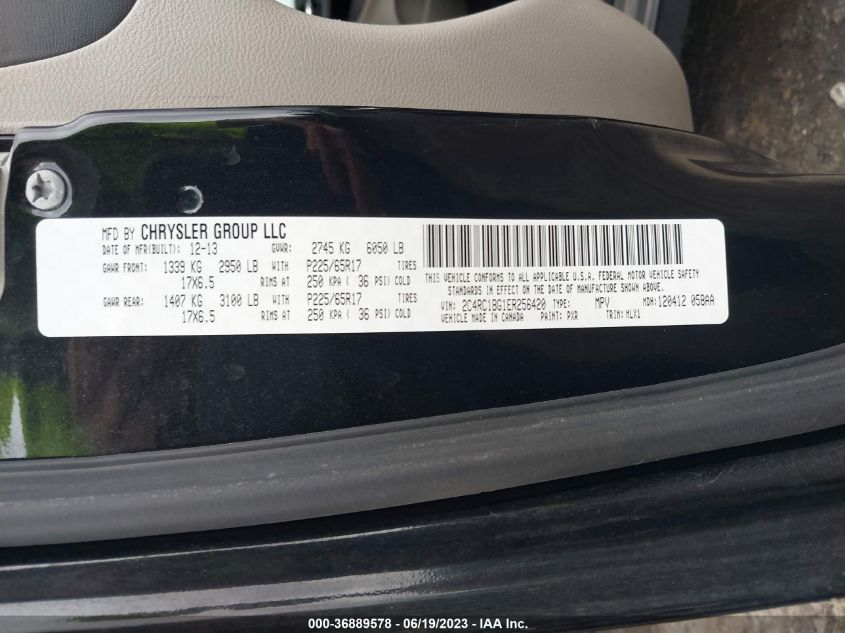 MFD BY CHRYSLER GROUP LLC
DATE OF MFR(BUILT): 12-13 GVWR: 2745 KG 6050 LB
GAWR FRONT: 1339 KG 2950 LB WITH P225/65R17 TIRES
17X6.5 RIMS AT 250 KPA ( 36 PSI) COLD
GAWR REAR: 1407 KG 3100 LB WITH P225/65R17 TIRES
17X6.5 RIMS AT 250 KPA ( 36 PSI) COLD
THIS VEHICLE CONFORMS TO ALL APPLICABLE U.S.A. FEDERAL MOTOR VEHICLE SAFETY
STANDARDS IN EFFECT ON THE DATE OF MANUFACTURE SHOWN ABOVE.
VIN: 2C4RC1BG1ER256420 TYPE: MPV MDH: 120412 05BAA
VEHICLE MADE IN CANADA PAINT: PXR TRIM: MLX1
000-36889578 - 06/19/2023 - IAAI Inc.